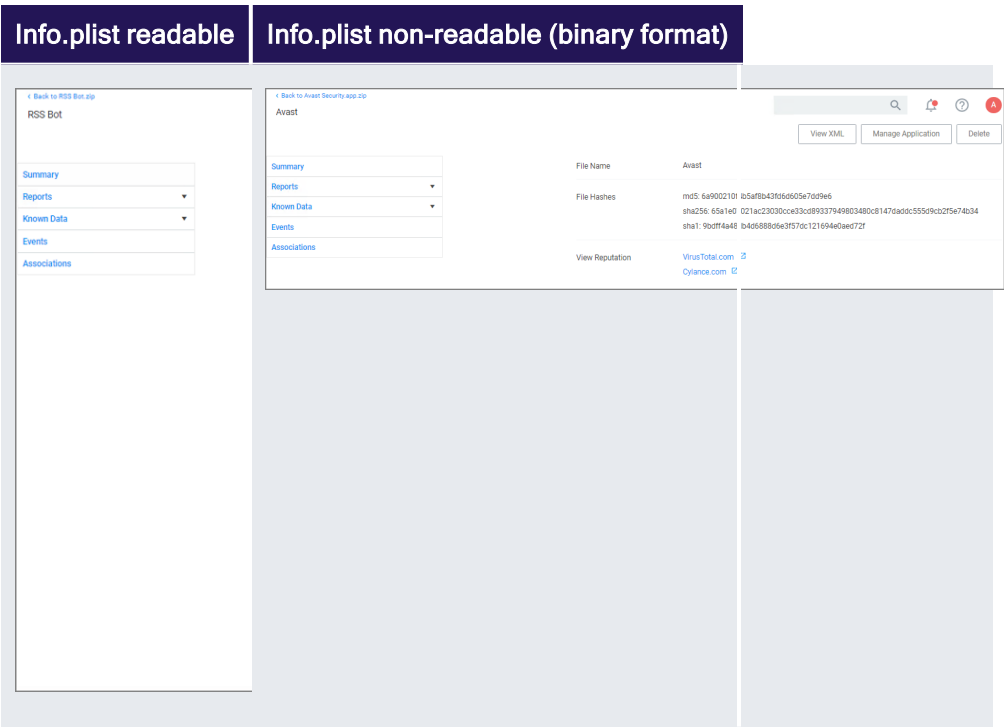 Info.plist readable
Info.plist non-readable (binary format)
Back to RSS Bot.zip
RSS Bot
Summary
Reports
Known Data
Events
Associations
Back to Avast Security.app.zip
Avast
A
View XML
Manage Application
Delete
Summary
Reports
Known Data
Events
Associations
File Name
Avast
File Hashes
md5: b5af8b43fd6d605e7dd9e6
sha256: 021ac23030cce33cd89337949803480c8147daddc555d9cb2f5e74b34
sha1: b4d6888d6e3f57dc121694e0aed72f
View Reputation
VirusTotal.com
Cylance.com